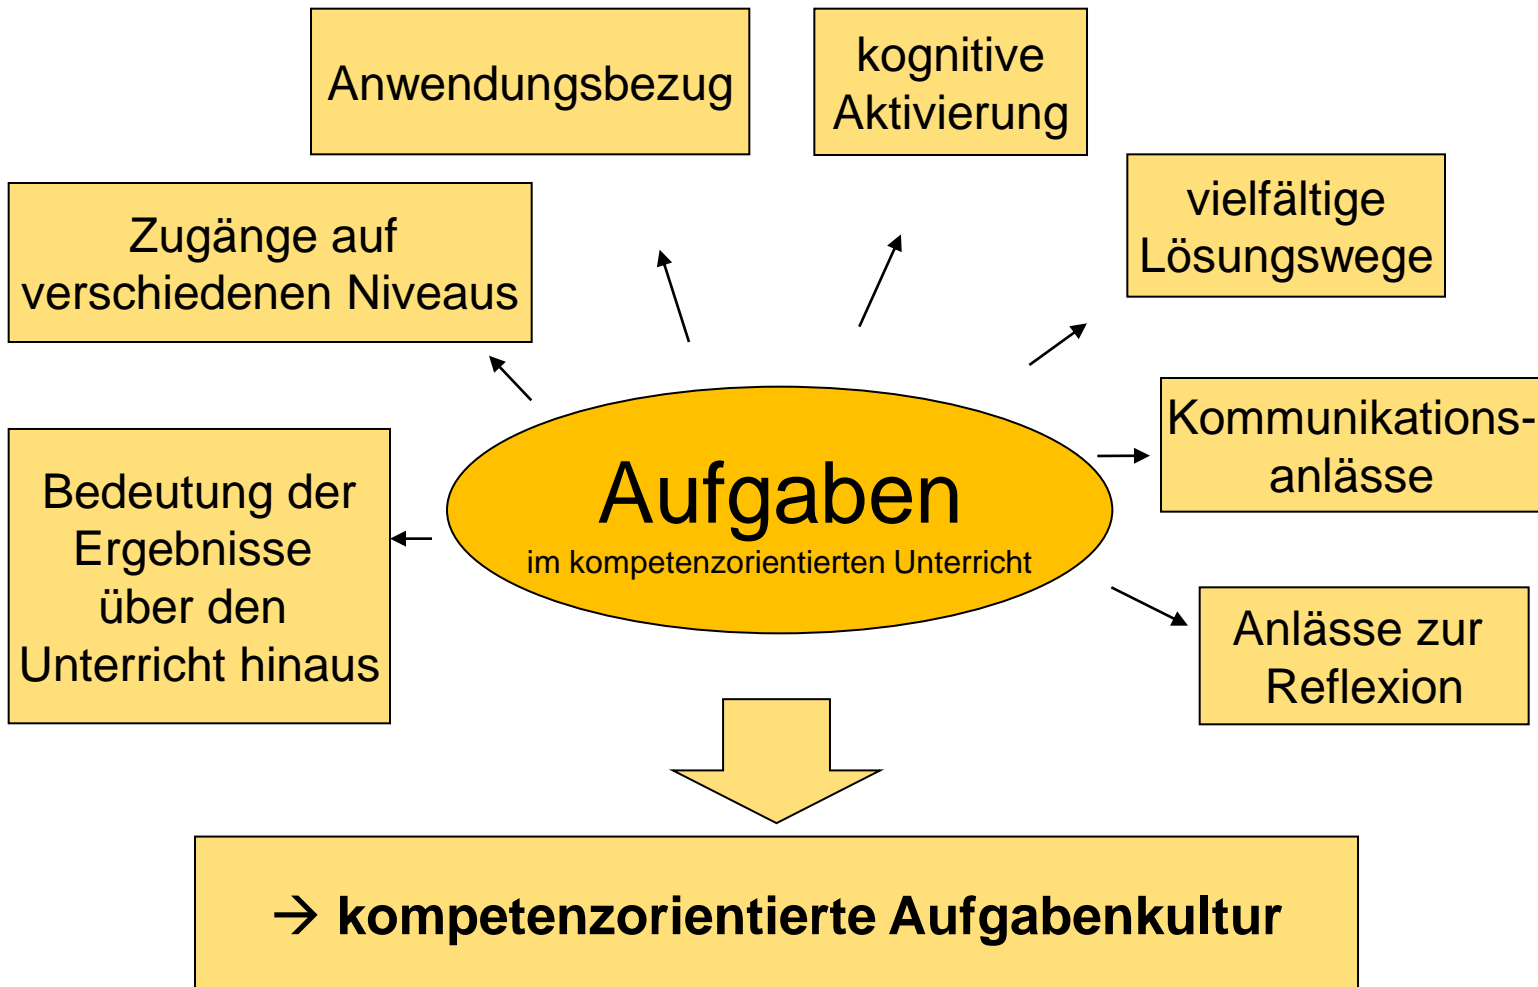 Anwendungsbezug
kognitive
Aktivierung
vielfältige
Lösungswege
Zugänge auf
verschiedenen Niveaus
Kommunikations-
anlässe
Bedeutung der
Ergebnisse
über den
Unterricht hinaus
Aufgaben
im kompetenzorientierten Unterricht
Anlässe zur
Reflexion
→ kompetenzorientierte Aufgabenkultur